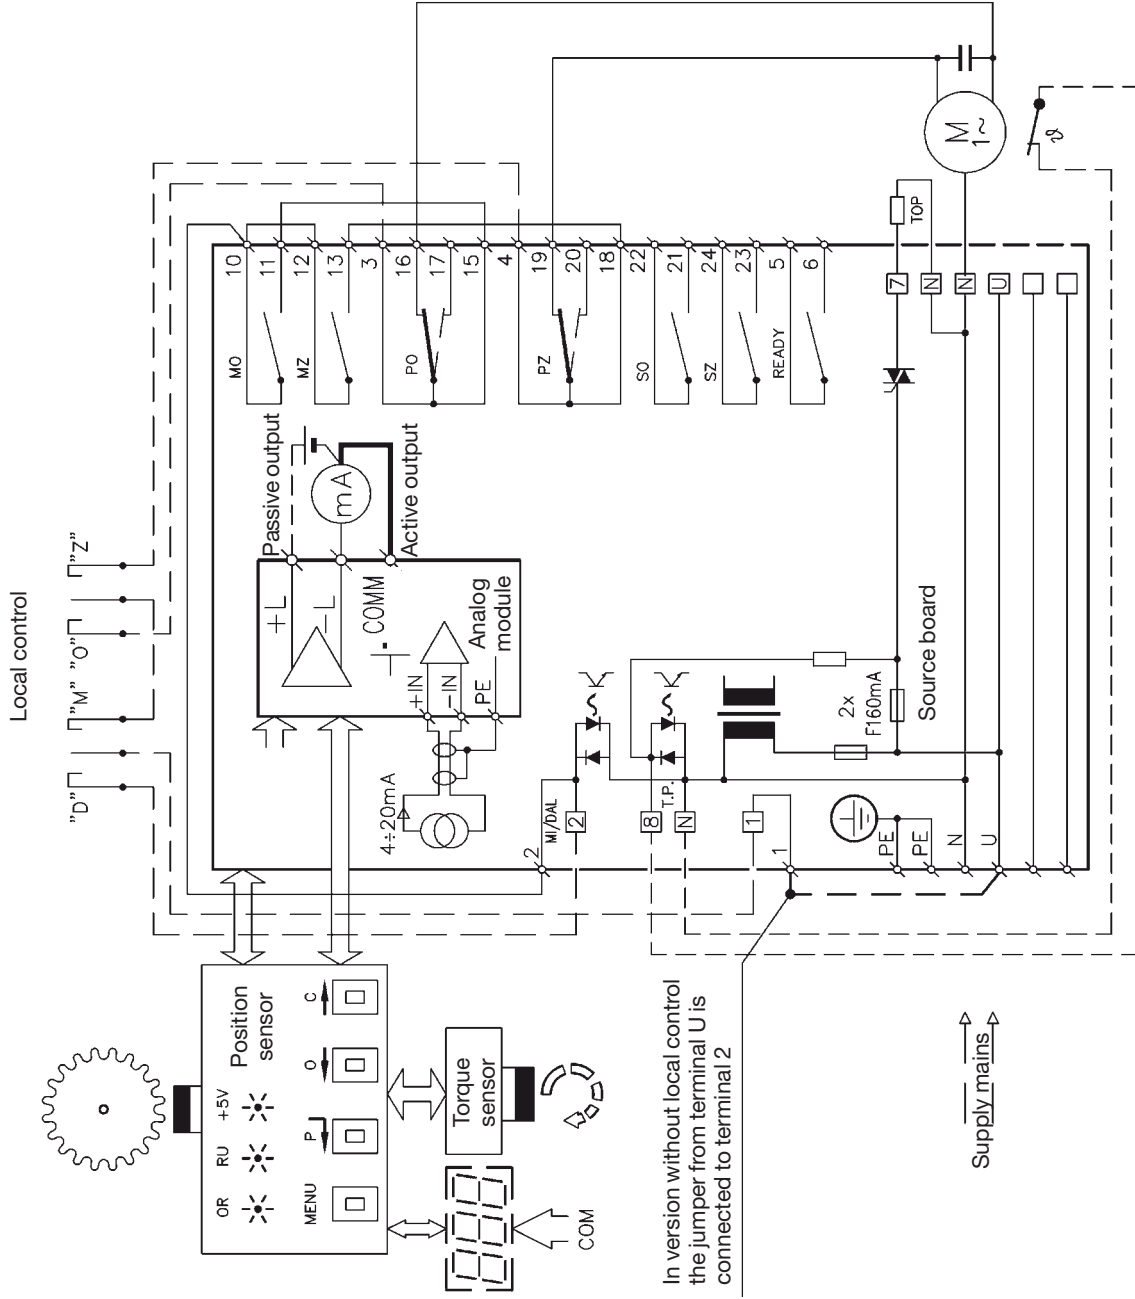 Local control
"D"
"M"
"O"
"Z"
10
11
12
13
3
16
17
15
4
19
20
18
22
21
24
23
5
6
MO
MZ
PO
PZ
SO
SZ
READY
M
1~
ϑ
TOP
7
N
N
U
Passive output
Active output
mA
+L
-L
COMM
+IN
-IN
PE
Analog
module
4÷20mA
Source board
2x
F160mA
2
MI/DAL
2
8
T.P.
N
1
1
PE
PE
N
U
Position
sensor
+5V
RU
OR
MENU
P
O
C
Torque
sensor
COM
In version without local control
the jumper from terminal U is
connected to terminal 2
Supply mains